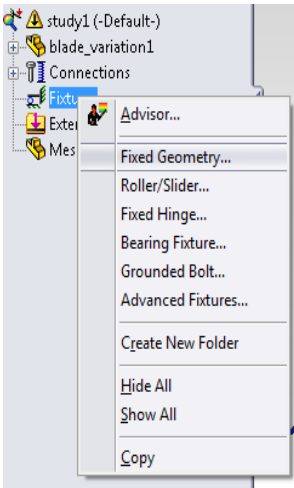 study1 (-Default-)
blade_variation1
Connections
Fixtu
Exter
Mes
Advisor...
Fixed Geometry...
Roller/Slider...
Fixed Hinge...
Bearing Fixture...
Grounded Bolt...
Advanced Fixtures...
Create New Folder
Hide All
Show All
Copy